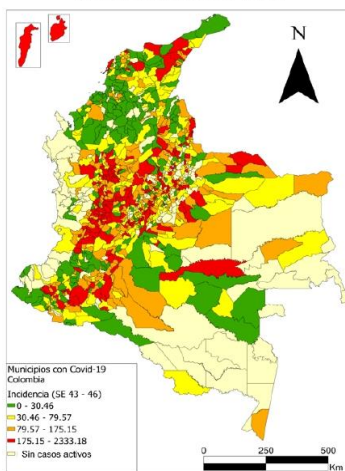 N
Municipios con Covid-19
Colombia
Incidencia (SE 43 - 46)
0 - 30.46
30.46 - 79.57
79.57 - 175.15
175.15 - 2333.18
Sin casos activos
0 250 500
Km